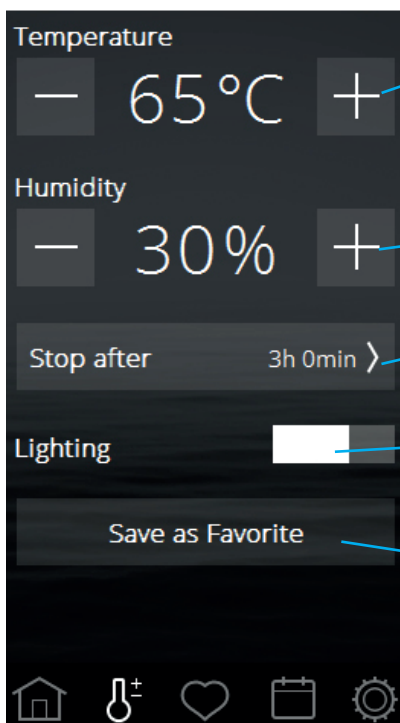 Temperature
65°C
Humidity
30%
Stop after 3h 0min
Lighting
Save as Favorite